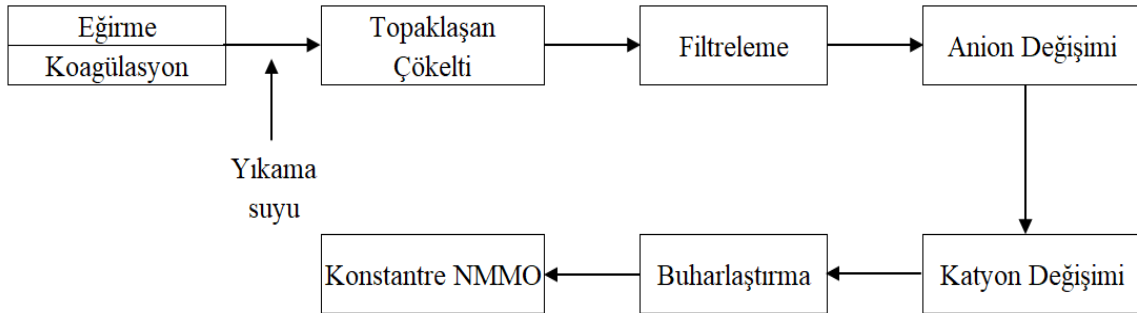 Eğirme
Koagülasyon
Topaklaşan
Çökelti
Filtreleme
Anion Değişimi
Yıkama
suyu
Katyon Değişimi
Buharlaştırma
Konstantre NMMO